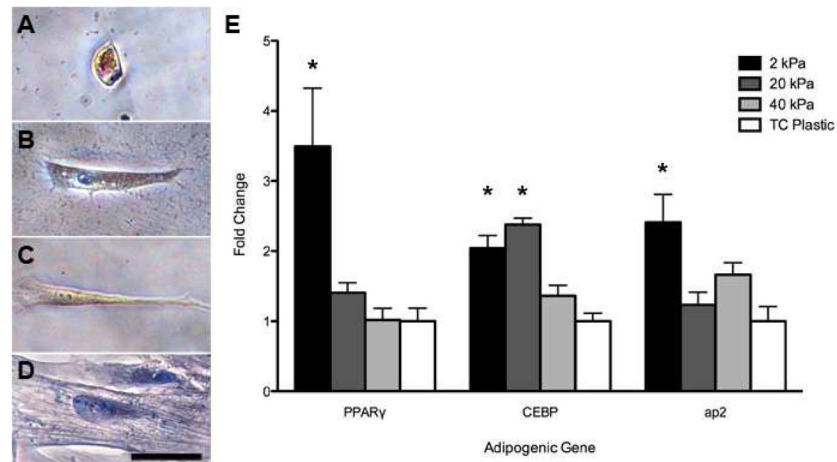 A
B
C
D
E
5
4
3
2
1
0
Fold Change
*
* *
*
2 kPa
20 kPa
40 kPa
TC Plastic
PPARγ CEBP ap2
Adipogenic Gene